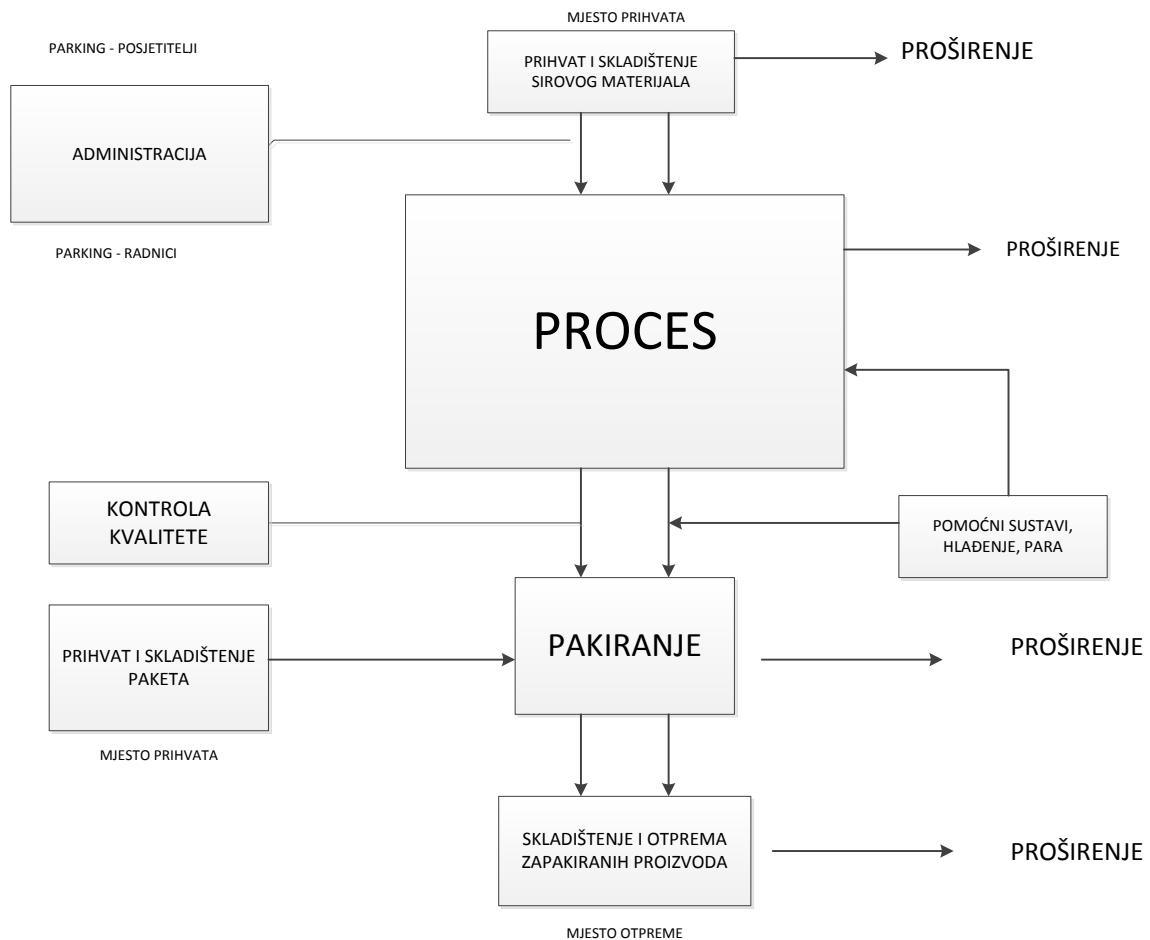 MJESTO PRIHVATA
PARKING - POSJETITELJI
PRIHVAT I SKLADIŠTENJE
SIROVOG MATERIJALA
PROŠIRENJE
ADMINISTRACIJA
PARKING - RADNICI
PROŠIRENJE
PROCES
KONTROLA
KVALITETE
POMOĆNI SUSTAVI,
HLAĐENJE, PARA
PRIHVAT I SKLADIŠTENJE
PAKETA
PAKIRANJE
PROŠIRENJE
MJESTO PRIHVATA
SKLADIŠTENJE I OTPREMA
ZAPAKIRANIH PROIZVODA
PROŠIRENJE
MJESTO OTPREME